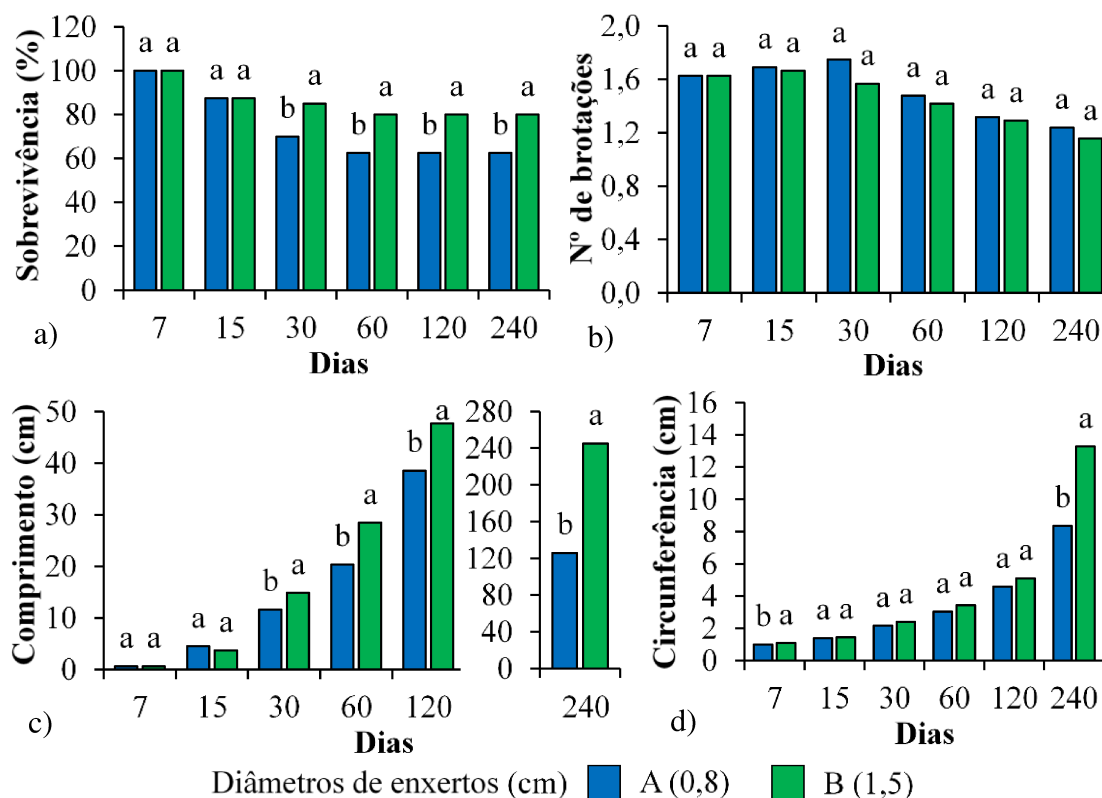 Sobrevivência (%)
120
100
80
60
40
20
0
a a a a b a b a b a b a
7 15 30 60 120 240
Dias
a)
Nº de brotações
2,0
1,6
1,2
0,8
0,4
0,0
a a a a a a a a a a a a
7 15 30 60 120 240
Dias
b)
Comprimento (cm)
50
40
30
20
10
0
a a a a b a b a b a
7 15 30 60 120
280
240
200
160
120
80
40
0
b a
240
Dias
c)
Circunferência (cm)
16
14
12
10
8
6
4
2
0
b a a a a a a a a a b a
7 15 30 60 120 240
Dias
d)
Diâmetros de enxertos (cm) A (0,8) B (1,5)